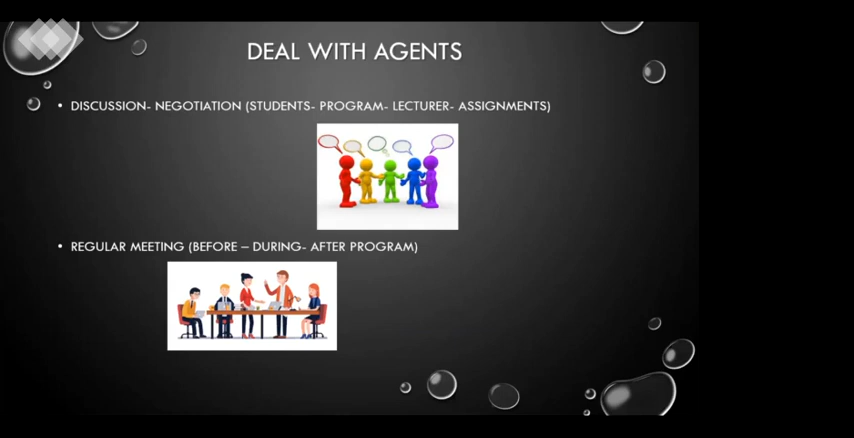 DEAL WITH AGENTS
• DISCUSSION- NEGOTIATION (STUDENTS- PROGRAM- LECTURER- ASSIGNMENTS)
• REGULAR MEETING (BEFORE – DURING- AFTER PROGRAM)